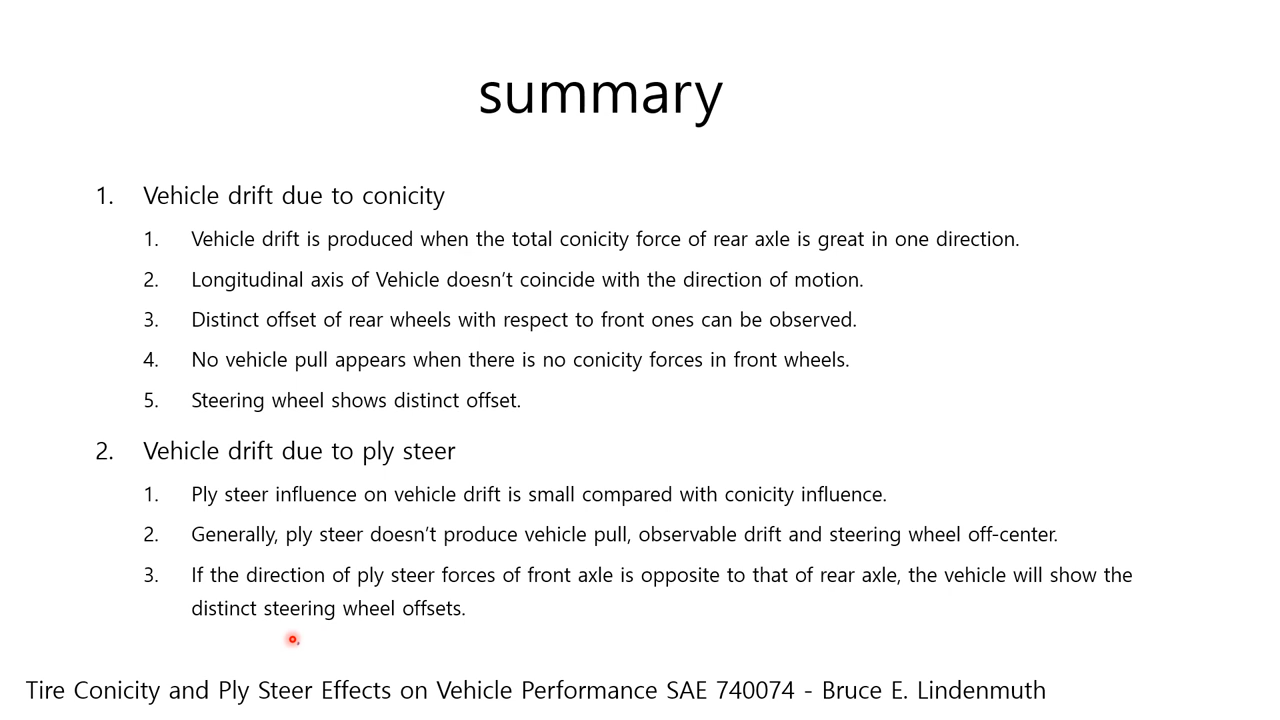 summary
1. Vehicle drift due to conicity
1. Vehicle drift is produced when the total conicity force of rear axle is great in one direction.
2. Longitudinal axis of Vehicle doesn’t coincide with the direction of motion.
3. Distinct offset of rear wheels with respect to front ones can be observed.
4. No vehicle pull appears when there is no conicity forces in front wheels.
5. Steering wheel shows distinct offset.
2. Vehicle drift due to ply steer
1. Ply steer influence on vehicle drift is small compared with conicity influence.
2. Generally, ply steer doesn’t produce vehicle pull, observable drift and steering wheel off-center.
3. If the direction of ply steer forces of front axle is opposite to that of rear axle, the vehicle will show the
distinct steering wheel offsets.
Tire Conicity and Ply Steer Effects on Vehicle Performance SAE 740074 - Bruce E. Lindenmuth